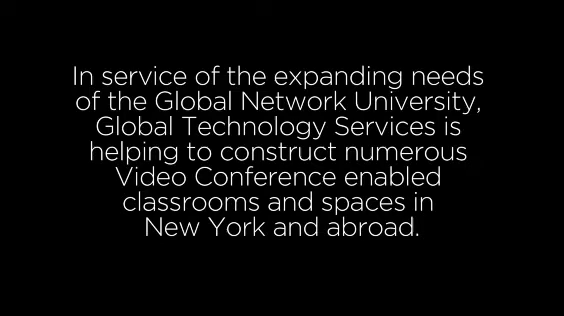 In service of the expanding needs
of the Global Network University,
Global Technology Services is
helping to construct numerous
Video Conference enabled
classrooms and spaces in
New York and abroad.